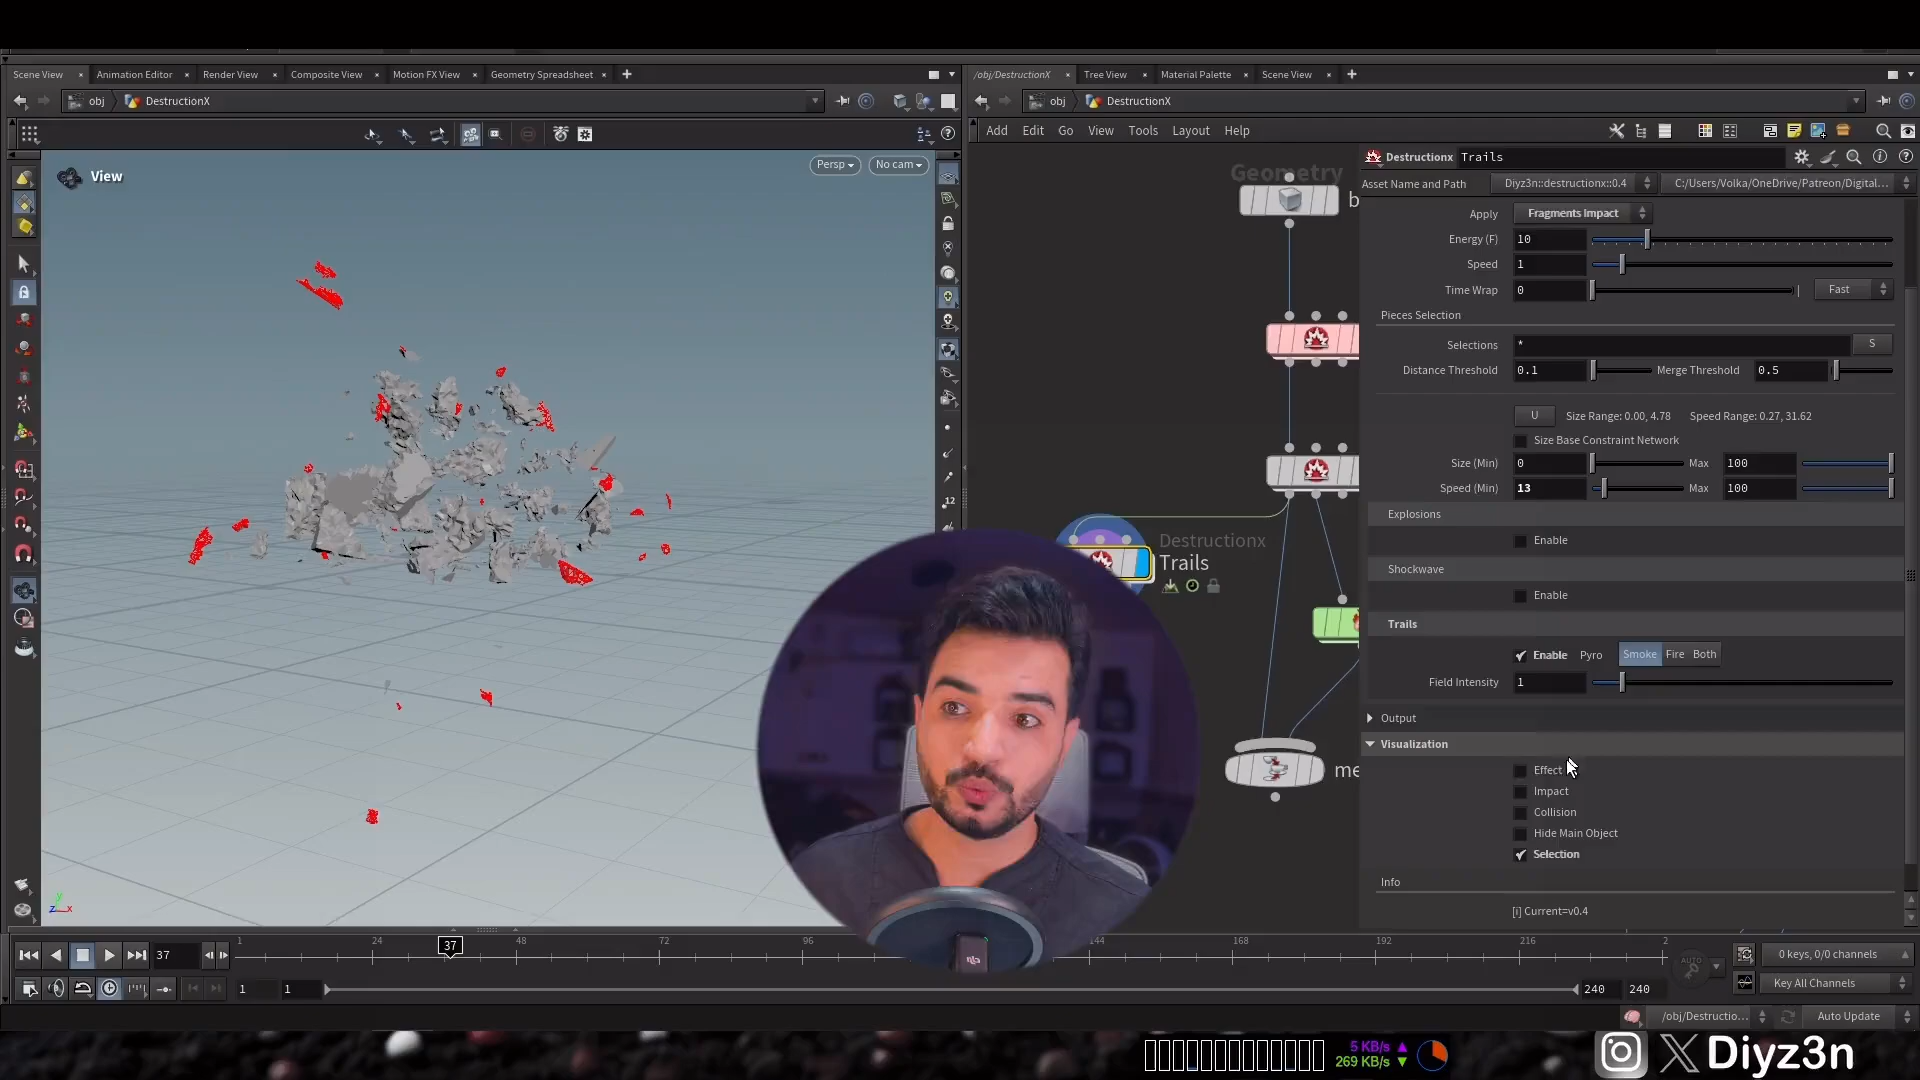 Scene View
Animation Editor
Render View
Composite View
Motion FX View
Geometry Spreadsheet
/obj/DestructionX
Tree View
Material Palette
Scene View
obj
DestructionX
obj
DestructionX
Add Edit Go View Tools Layout Help
View
Persp
No cam
Geometry
b
Destructionx
Trails
me
12
Destructionx Trails
Asset Name and Path Diyz3n::destructionx::0.4 C:/Users/Volka/OneDrive/Patreon/Digital...
Apply Fragments Impact
Energy (F) 10
Speed 1
Time Wrap 0 Fast
Pieces Selection
Selections * S
Distance Threshold 0.1 Merge Threshold 0.5
U Size Range: 0.00, 4.78 Speed Range: 0.27, 31.62
Size Base Constraint Network
Size (Min) 0 Max 100
Speed (Min) 13 Max 100
Explosions
Enable
Shockwave
Enable
Trails
Enable Pyro Smoke Fire Both
Field Intensity 1
Output
Visualization
Effect
Impact
Collision
Hide Main Object
Selection
Info
[i] Current=v0.4
z x
37
1 24 37 48 72 96 144 168 192 216 2
AUTO
0 keys, 0/0 channels
1 1 240 240
Key All Channels
/obj/Destructio...
Auto Update
5 KB/s
269 KB/s
Diyz3n